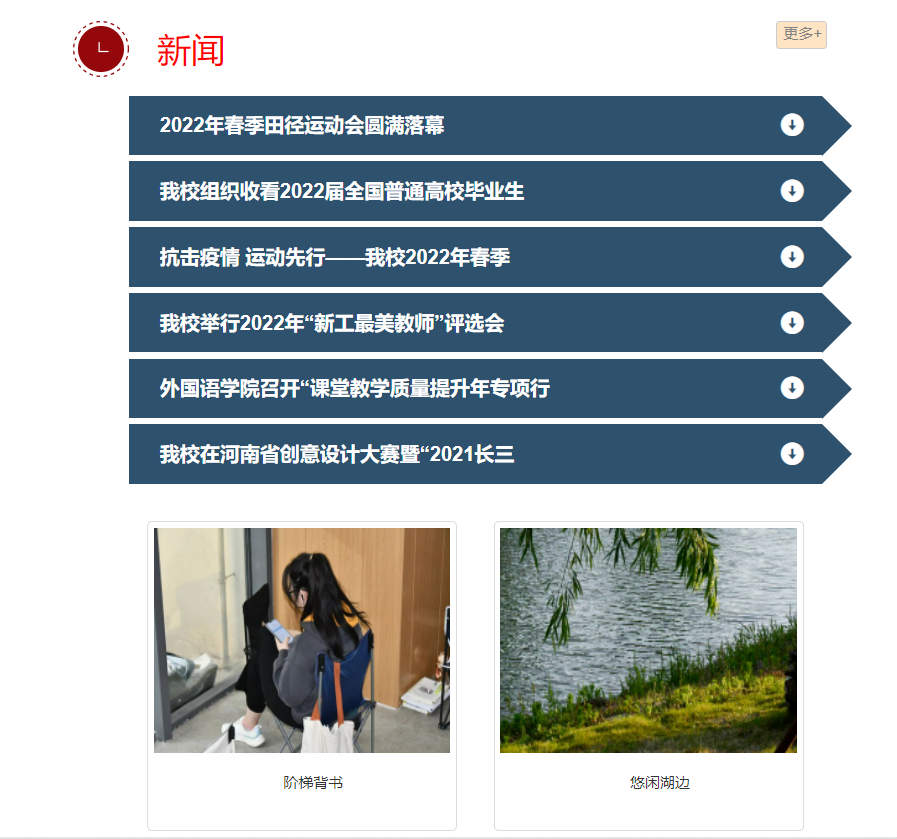 新闻
更多+
2022年春季田径运动会圆满落幕
我校组织收看2022届全国普通高校毕业生
抗击疫情 运动先行——我校2022年春季
我校举行2022年“新工最美教师”评选会
外国语学院召开“课堂教学质量提升年专项行
我校在河南省创意设计大赛暨“2021长三
阶梯背书
悠闲湖边